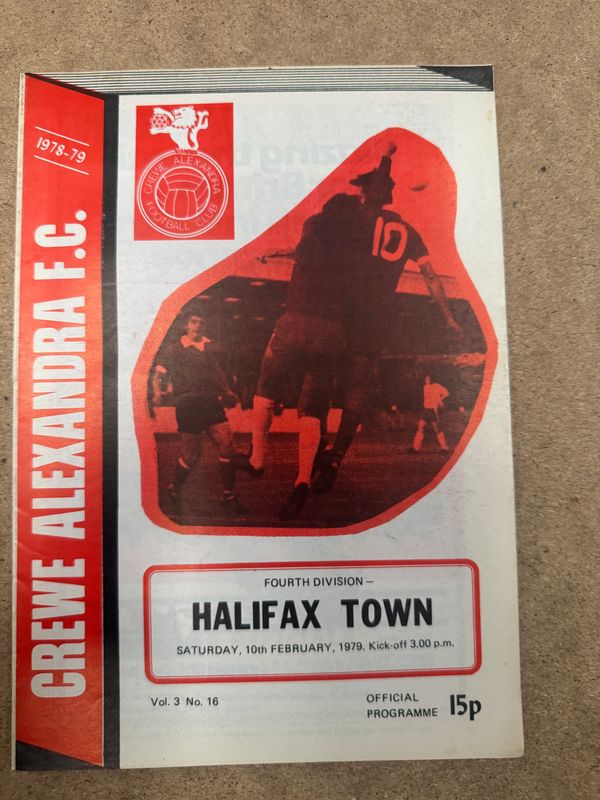 1978-79
CREWE ALEXANDRA F.C.
CREWE ALEXANDRA
FOOTBALL CLUB
10
FOURTH DIVISION –
HALIFAX TOWN
SATURDAY, 10th FEBRUARY, 1979. Kick-off 3.00 p.m.
Vol. 3 No. 16
OFFICIAL
PROGRAMME 15p